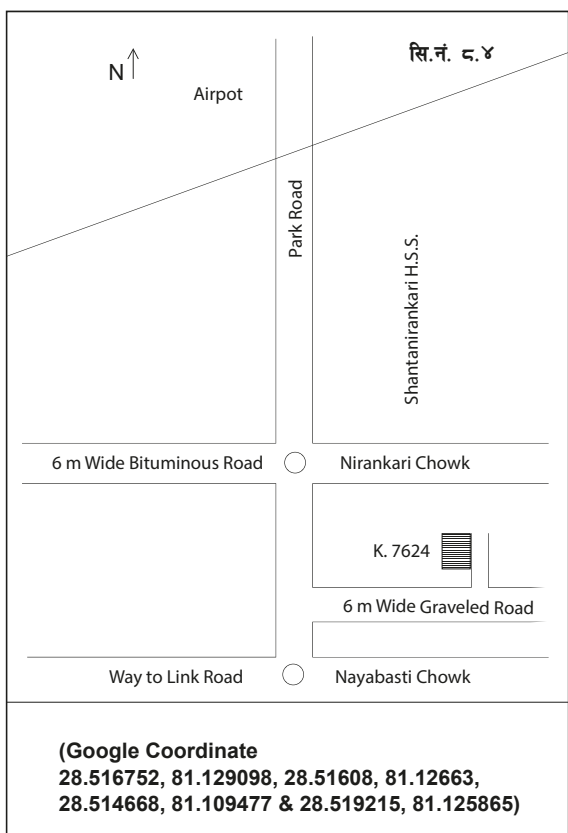 सि.नं. ८.४
N
Airpot
Park Road
Shantanirankari H.S.S.
6 m Wide Bituminous Road
Nirankari Chowk
K. 7624
6 m Wide Graveled Road
Way to Link Road
Nayabasti Chowk
(Google Coordinate
28.516752, 81.129098, 28.51608, 81.12663,
28.514668, 81.109477 & 28.519215, 81.125865)